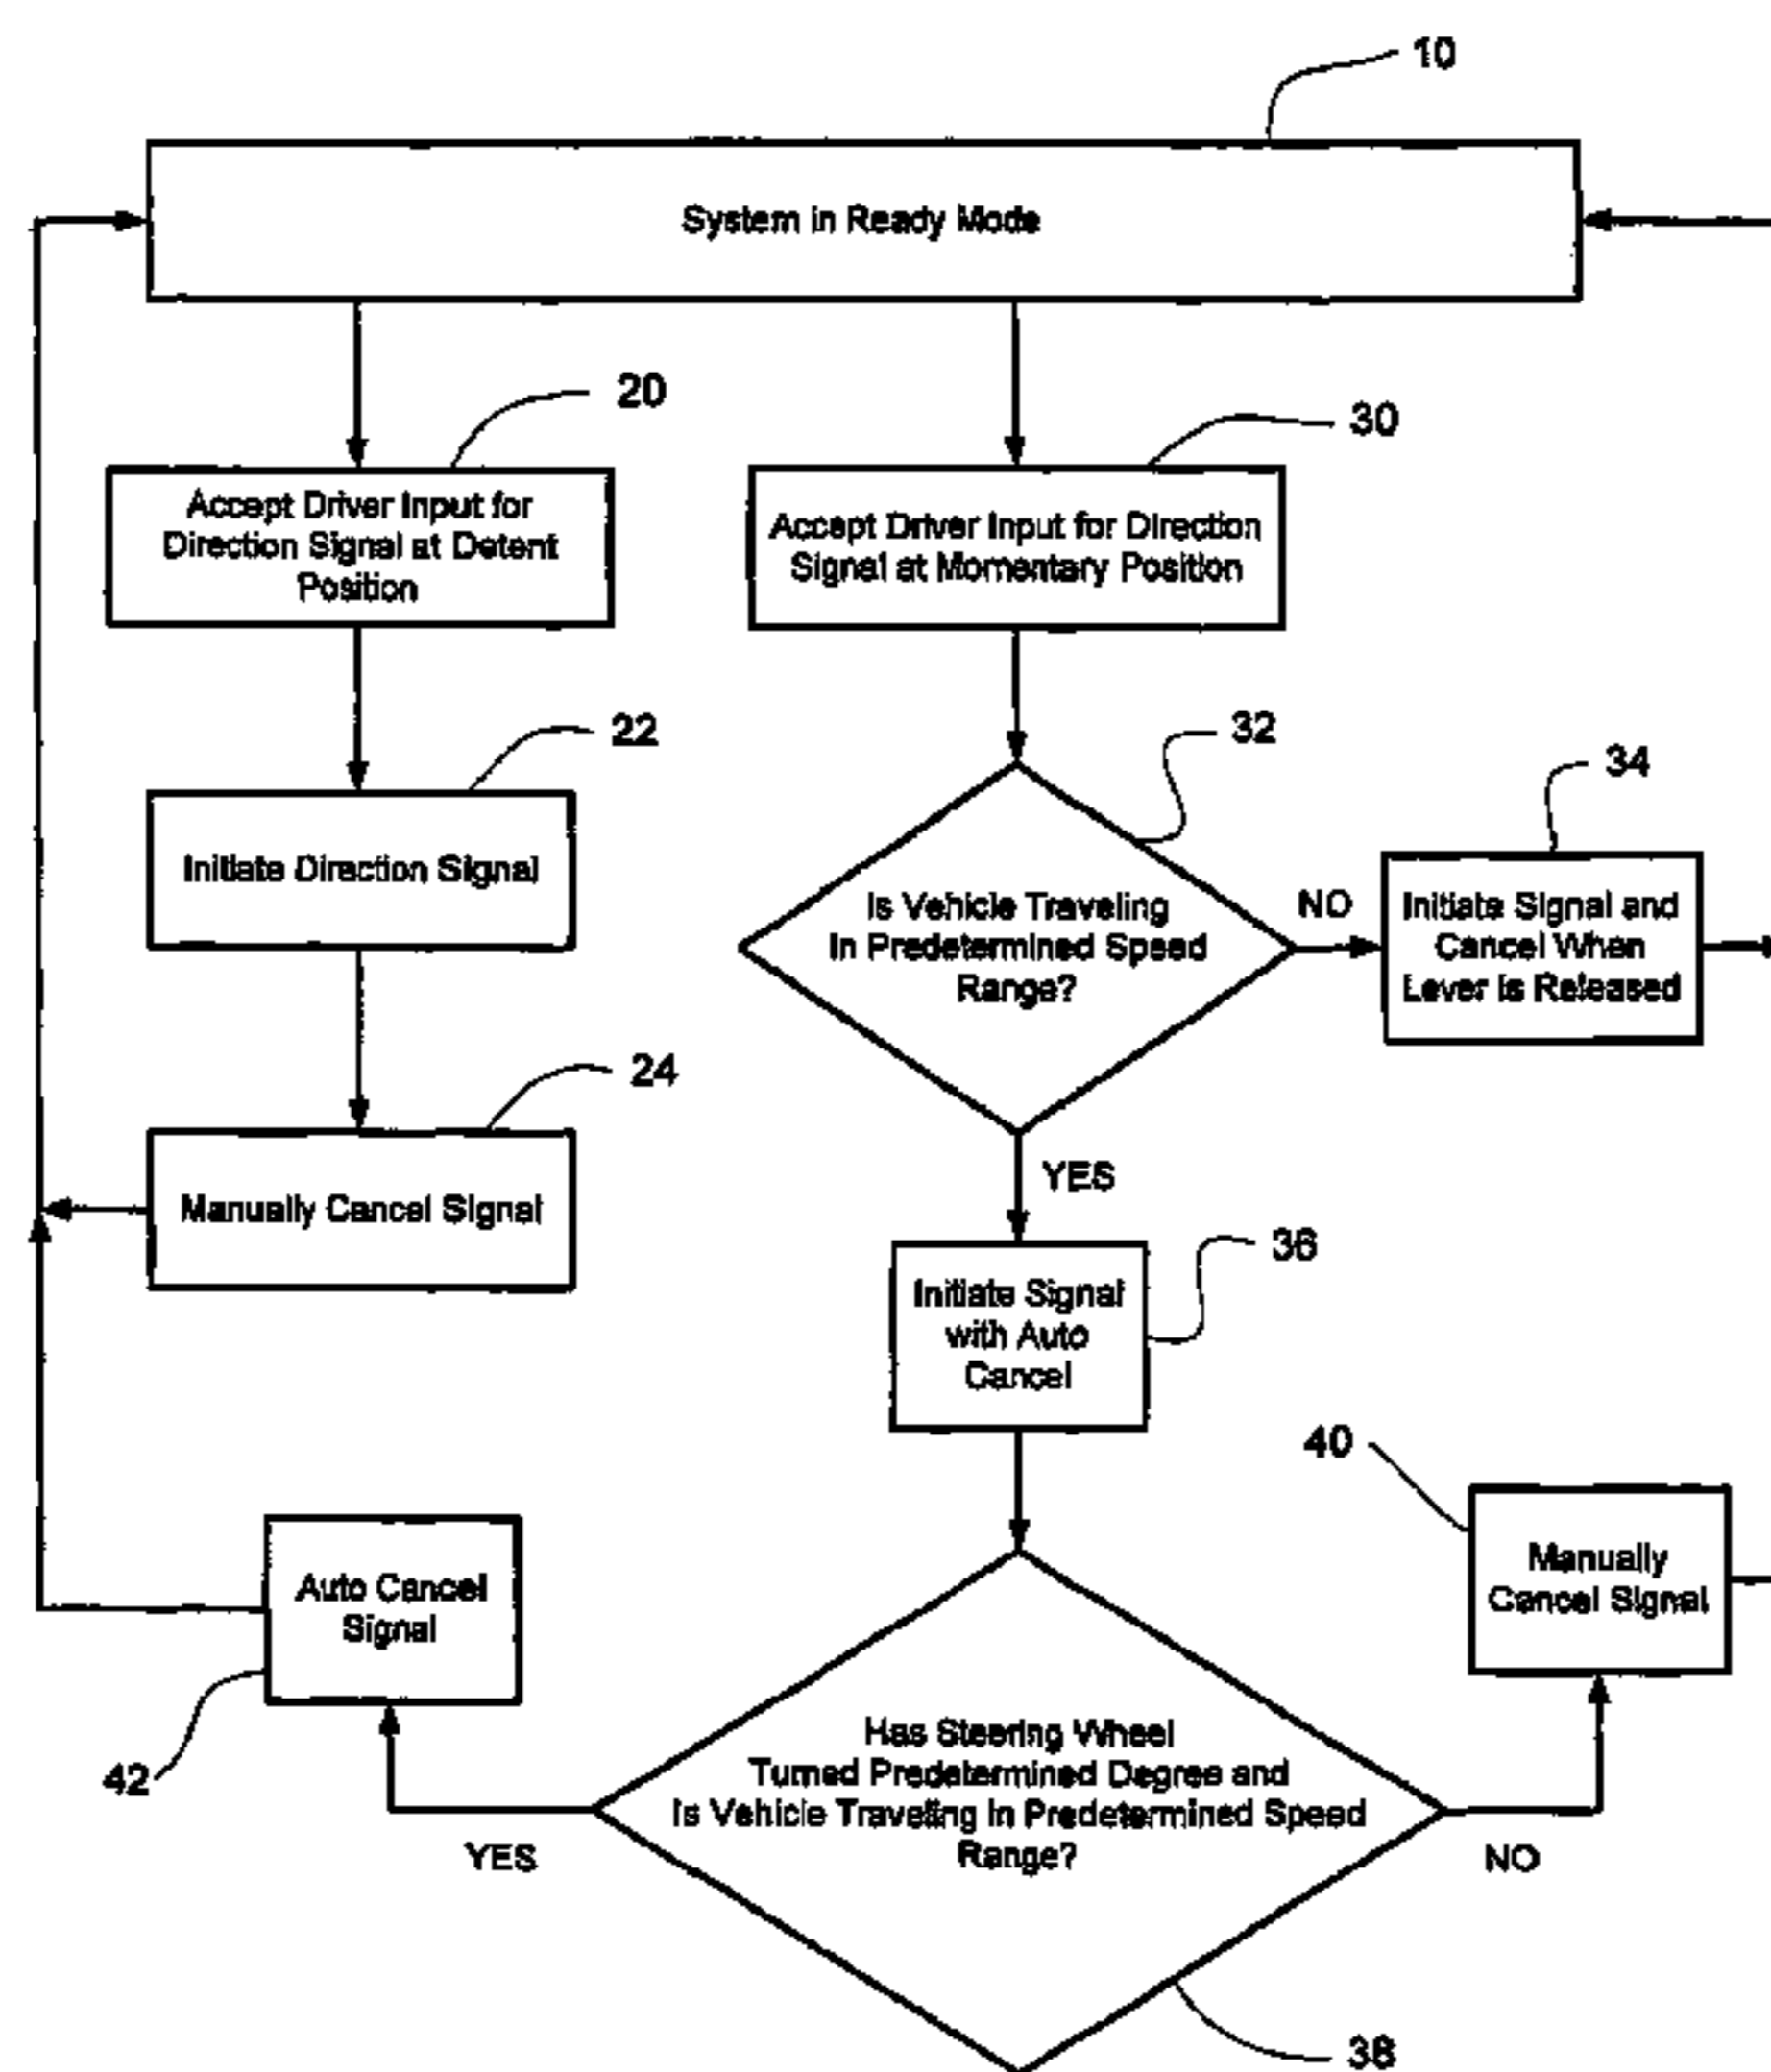 10
System in Ready Mode
20
30
Accept Driver Input for
Direction Signal at Detent
Position
Accept Driver Input for Direction
Signal at Momentary Position
22
32
34
Initiate Direction Signal
Is Vehicle Traveling
in Predetermined Speed
Range?
NO
Initiate Signal and
Cancel When
Lever is Released
24
YES
Manually Cancel Signal
36
Initiate Signal
with Auto
Cancel
40
Auto Cancel
Signal
Manually
Cancel Signal
42
Has Steering Wheel
Turned Predetermined Degree and
Is Vehicle Traveling in Predetermined Speed
Range?
YES
NO
38